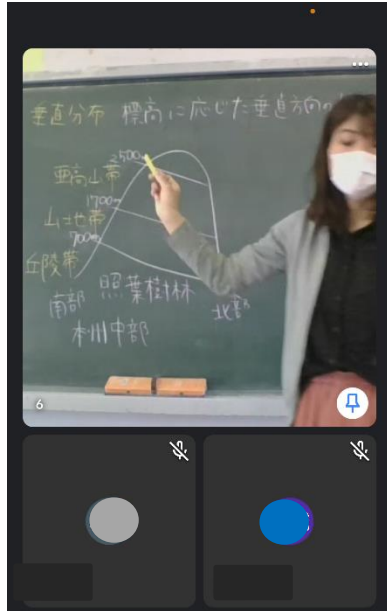 垂直分布 標高に応じた垂直方向の
2500m
亜高山帯
1700m
山地帯
700m
丘陵帯
照葉樹林
南部
北部
本州中部
6